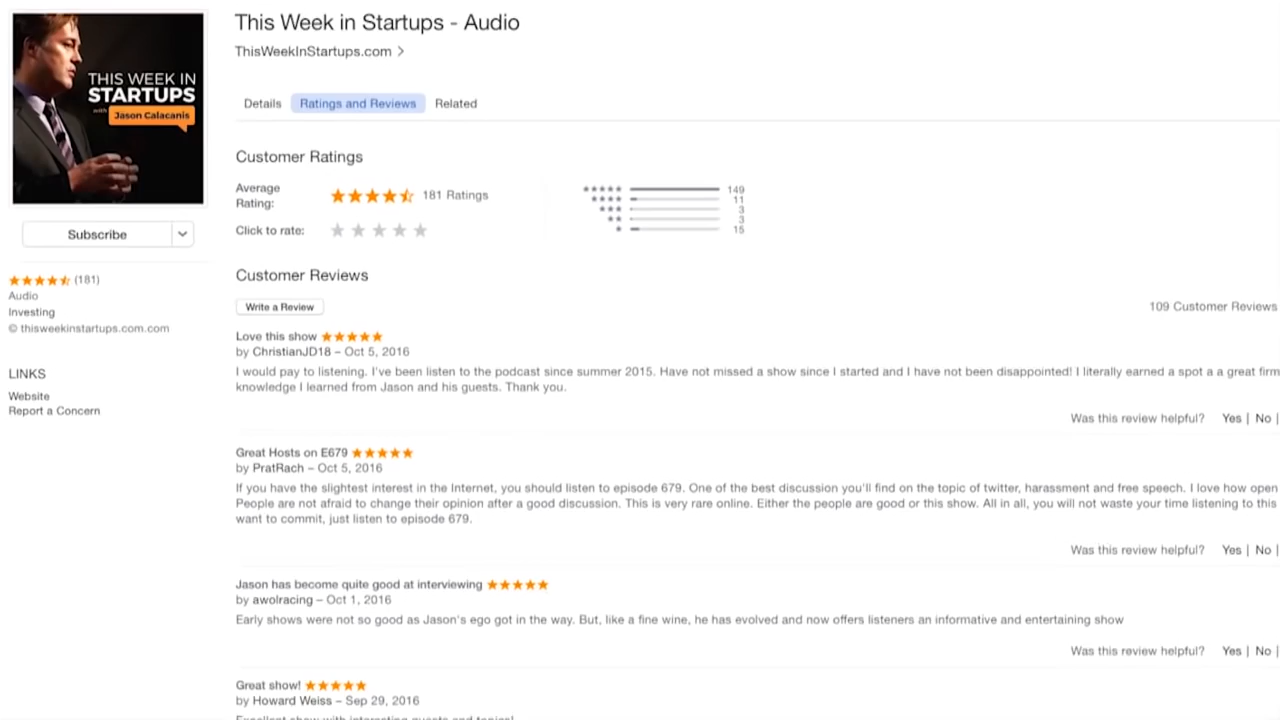 This Week in Startups - Audio
ThisWeekInStartups.com >
THIS WEEK IN
STARTUPS
with Jason Calacanis
Details Ratings and Reviews Related
Subscribe
(181)
Audio
Investing
© thisweekinstartups.com.com
LINKS
Website
Report a Concern
Customer Ratings
Average
Rating:
181 Ratings
149
11
3
3
15
Click to rate:
Customer Reviews
Write a Review
109 Customer Reviews
Love this show
by ChristianJD18 – Oct 5, 2016
I would pay to listening. I've been listen to the podcast since summer 2015. Have not missed a show since I started and I have not been disappointed! I literally earned a spot a a great firm
knowledge I learned from Jason and his guests. Thank you.
Was this review helpful? Yes | No |
Great Hosts on E679
by PratRach – Oct 5, 2016
If you have the slightest interest in the Internet, you should listen to episode 679. One of the best discussion you'll find on the topic of twitter, harassment and free speech. I love how open
People are not afraid to change their opinion after a good discussion. This is very rare online. Either the people are good or this show. All in all, you will not waste your time listening to this
want to commit, just listen to episode 679.
Was this review helpful? Yes | No |
Jason has become quite good at interviewing
by awolracing – Oct 1, 2016
Early shows were not so good as Jason's ego got in the way. But, like a fine wine, he has evolved and now offers listeners an informative and entertaining show
Was this review helpful? Yes | No |
Great show!
by Howard Weiss – Sep 29, 2016
Excellent show with interesting guests and topics!